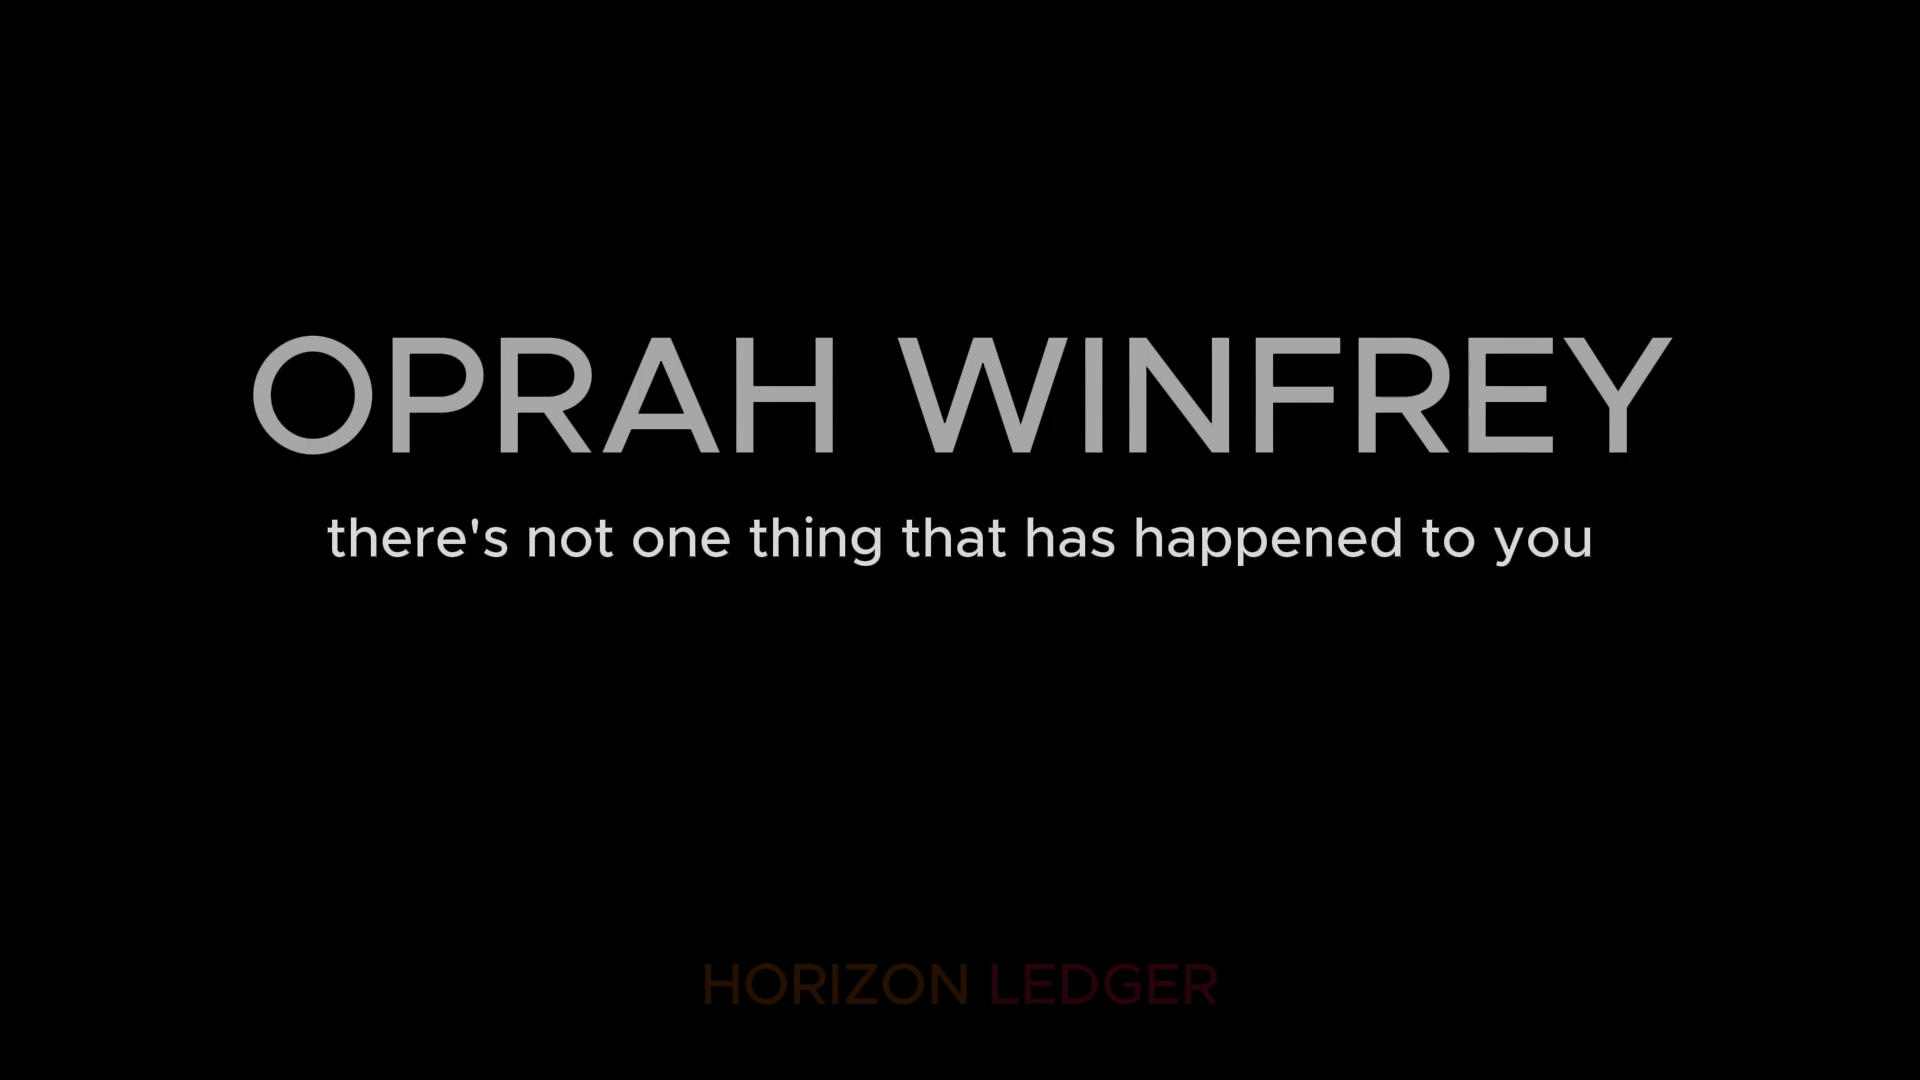 OPRAH WINFREY
there's not one thing that has happened to you
HORIZON LEDGER